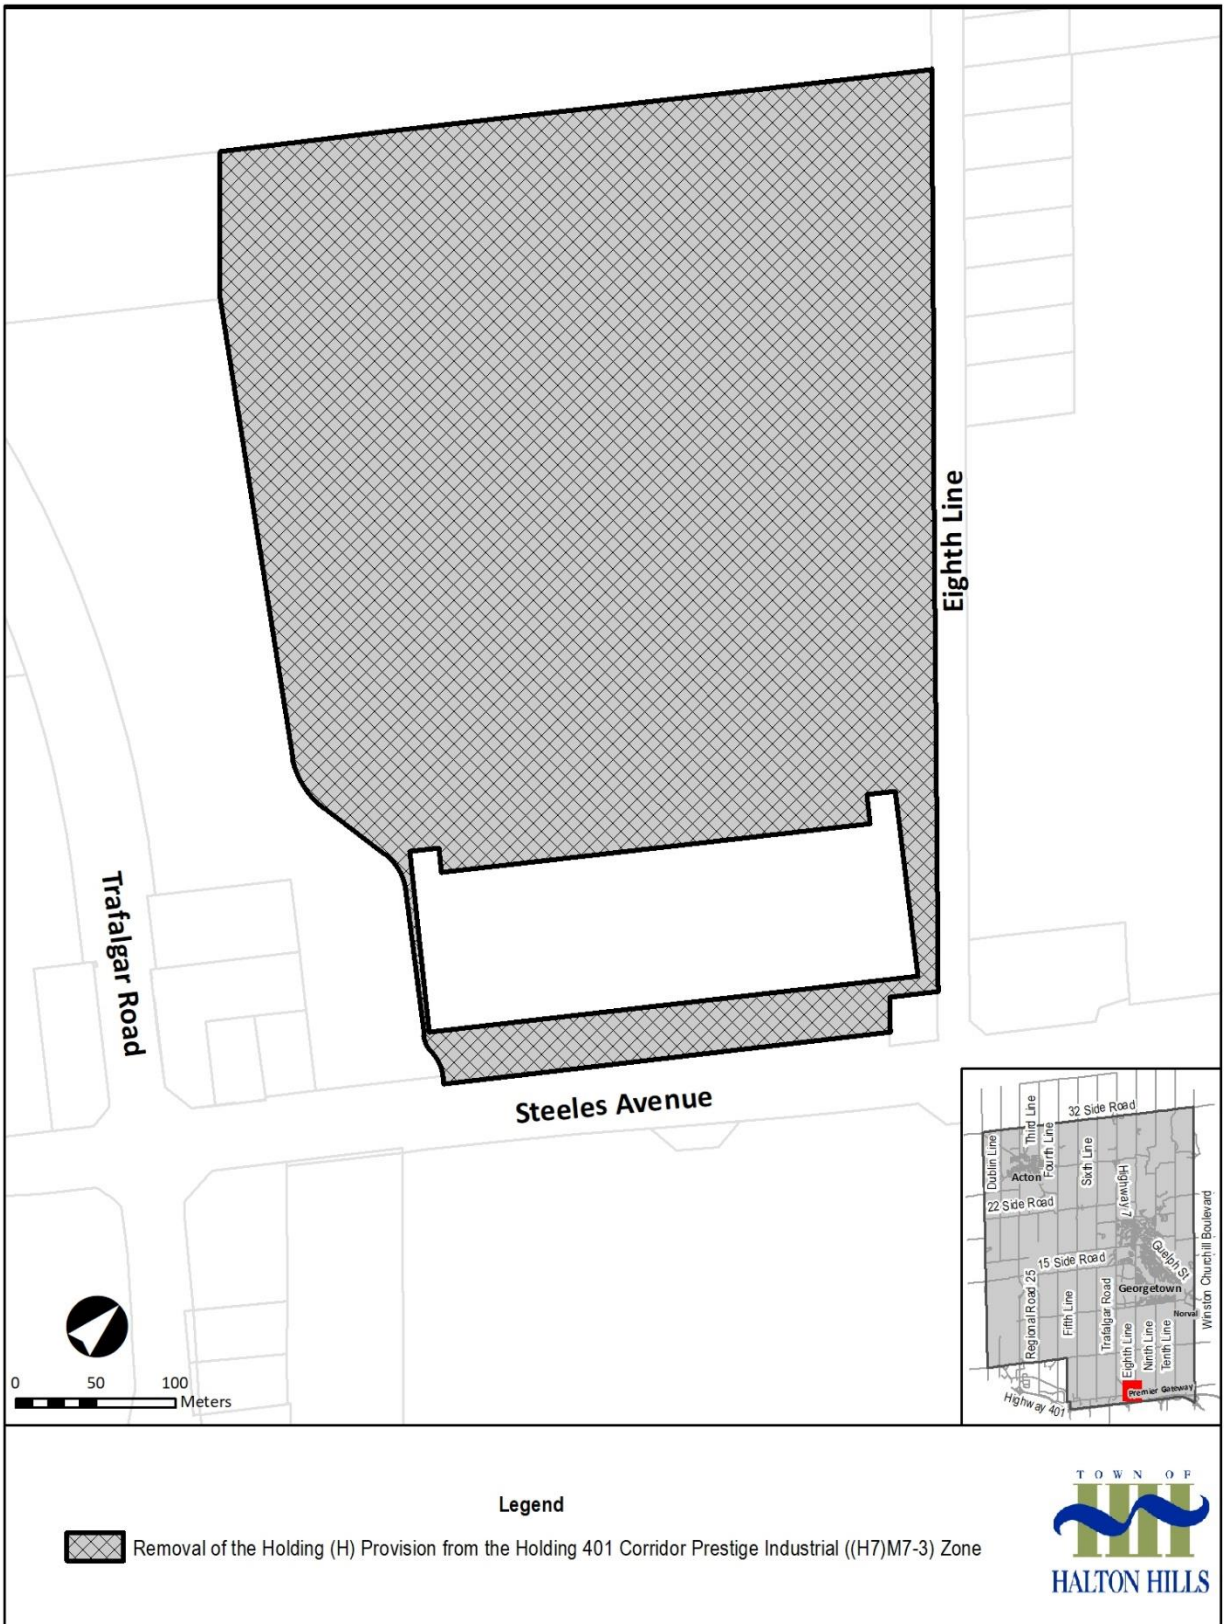 Eighth Line
Trafalgar Road
Steeles Avenue
0 50 100
Meters
32 Side Road
Third Line
Fourth Line
Dublin Line
Sixth Line
Acton
Highway 7
22 Side Road
Guelph St
15 Side Road
Georgetown
Winston Churchill Boulevard
Norval
Regional Road 25
Fifth Line
Trafalgar Road
Eighth Line
Ninth Line
Tenth Line
Premier Gateway
Highway 401
Legend
Removal of the Holding (H) Provision from the Holding 401 Corridor Prestige Industrial ((H7)M7-3) Zone
TOWN OF
HALTON HILLS